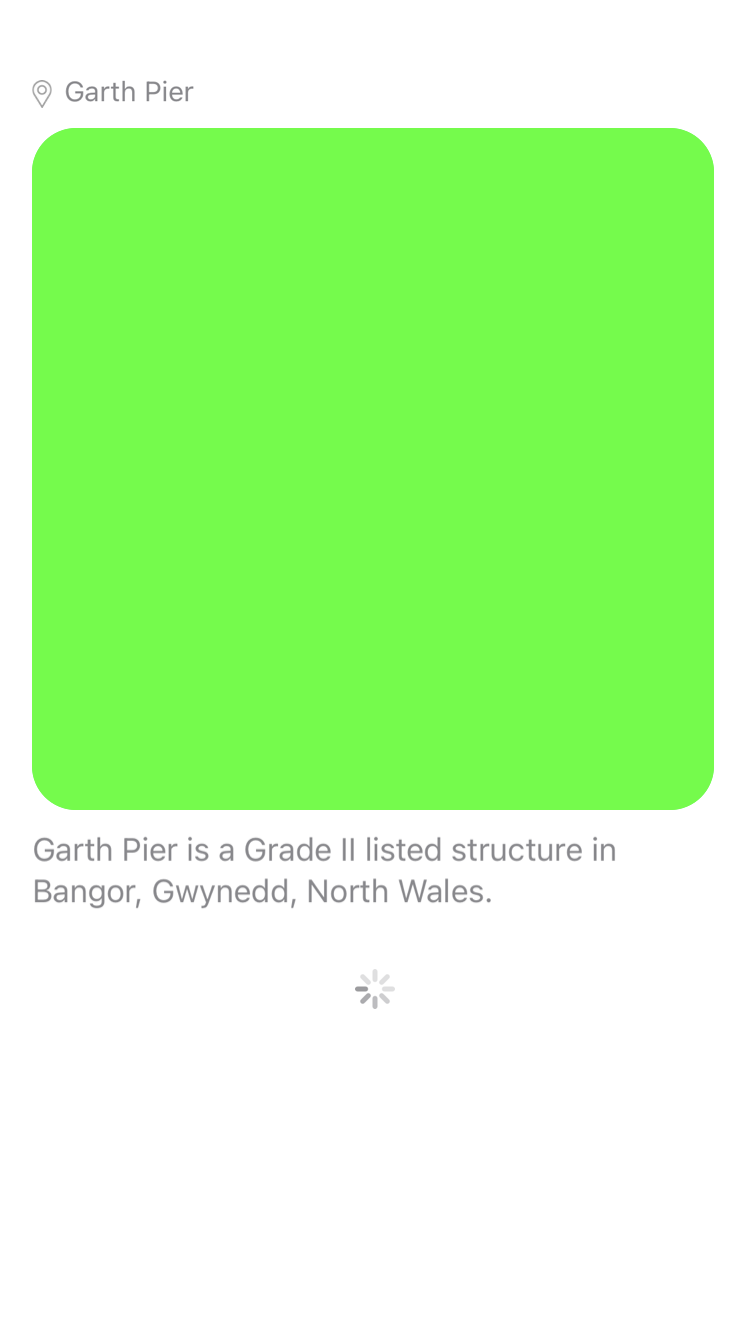 Garth Pier
Garth Pier is a Grade II listed structure in
Bangor, Gwynedd, North Wales.